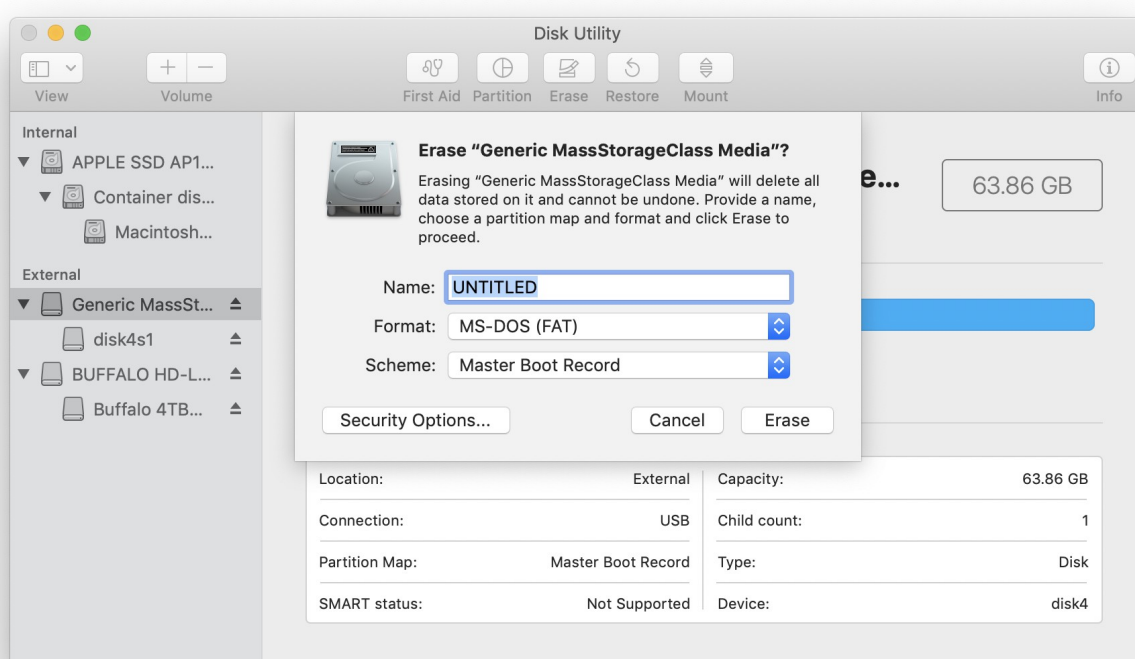 Disk Utility
View
Volume
First Aid
Partition
Erase
Restore
Mount
Info
Internal
APPLE SSD AP1...
Container dis...
Macintosh...
External
Generic MassSt...
disk4s1
BUFFALO HD-L...
Buffalo 4TB...
Erase “Generic MassStorageClass Media”?
Erasing “Generic MassStorageClass Media” will delete all
data stored on it and cannot be undone. Provide a name,
choose a partition map and format and click Erase to
proceed.
Name: UNTITLED
Format: MS-DOS (FAT)
Scheme: Master Boot Record
Security Options...
Cancel
Erase
e...
63.86 GB
Location: External
Capacity: 63.86 GB
Connection: USB
Child count: 1
Partition Map: Master Boot Record
Type: Disk
SMART status: Not Supported
Device: disk4